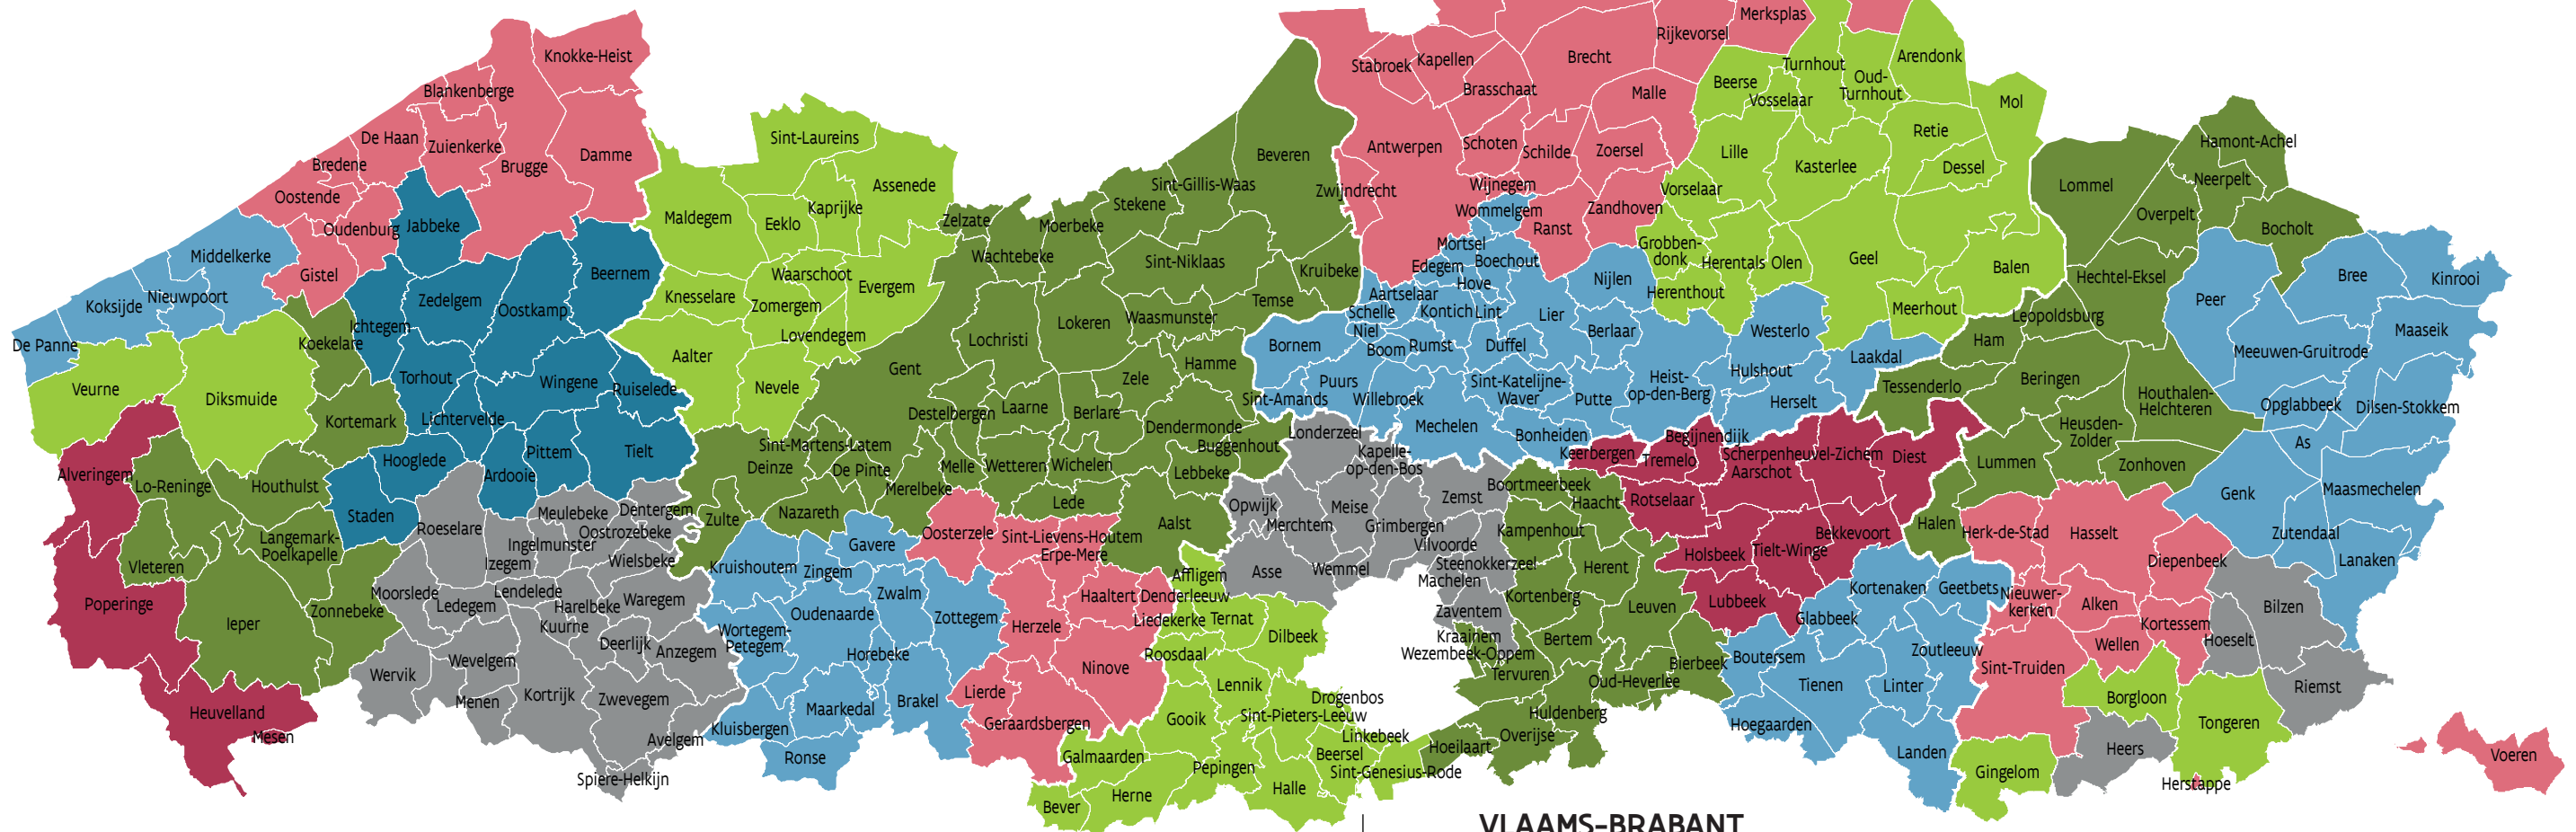 Knokke-Heist
Blankenberge
De Haan
Zuienkerke
Bredene
Brugge
Damme
Oostende
Oudenburg
Jabbeke
Middelkerke
Gistel
Beernem
Koksijde
Nieuwpoort
Zedelgem
Oostkamp
Ichtegem
De Panne
Koekelare
Veurne
Diksmuide
Torhout
Wingene
Ruiselede
Kortemark
Lichtervelde
Pittem
Tielt
Hooglede
Ardooie
Alveringem
Lo-Reninge
Houthulst
Staden
Roeselare
Meulebeke
Dentergem
Oostrozebeke
Langemark-
Poelkapelle
Ingelmunster
Izegem
Wielsbeke
Vleteren
Poperinge
Zonnebeke
Ieper
Moorslede
Ledegem
Lendelede
Harelbeke
Waregem
Kuurne
Deerlijk
Anzegem
Wervik
Wevelgem
Menen
Kortrijk
Zwevegem
Heuvelland
Mesen
Avelgem
Spiere-Helkijn
Sint-Laureins
Assenede
Maldegem
Eeklo
Kaprijke
Zelzate
Moerbeke
Stekene
Sint-Gillis-Waas
Beveren
Zwijndrecht
Wachtebeke
Sint-Niklaas
Kruibeke
Waarschoot
Evergem
Knesselare
Zomergem
Temse
Lovendegem
Lochristi
Lokeren
Waasmunster
Aalter
Nevele
Gent
Hamme
Zele
Destelbergen
Laarne
Berlare
Dendermonde
Buggenhout
Sint-Martens-Latem
Deinze
De Pinte
Melle
Wetteren
Wichelen
Lebbeke
Merelbeke
Nazareth
Zulte
Lede
Aalst
Oosterzele
Sint-Lievens-Houtem
Erpe-Mere
Gavere
Kruishoutem
Zingem
Zwalm
Oudenaarde
Zottegem
Haaltert
Denderleeuw
Herzele
Wortegem-
Petegem
Horebeke
Ninove
Lierde
Brakel
Maarkedal
Kluisbergen
Geraardsbergen
Ronse
Merksplas
Rijkevorsel
Stabroek
Kapellen
Brecht
Brasschaat
Malle
Beerse
Turnhout
Vosselaar
Oud-
Turnhout
Arendonk
Mol
Antwerpen
Schoten
Schilde
Zoersel
Lille
Kasterlee
Retie
Dessel
Wijnegem
Wommelgem
Vorselaar
Zandhoven
Ranst
Mortsel
Boechout
Edegem
Hove
Grobben-
donk
Herentals
Olen
Geel
Balen
Nijlen
Herenthout
Aartselaar
Schelle
Kontich
Lint
Lier
Meerhout
Niel
Berlaar
Westerlo
Bornem
Boom
Rumst
Duffel
Laakdal
Puurs
Hulshout
Sint-Amands
Willebroek
Sint-Katelijne-
Waver
Putte
Heist-
op-den-Berg
Herselt
Mechelen
Bonheiden
Londerzeel
Kapelle-
op-den-Bos
Keerbergen
Begijnendijk
Tremelo
Scherpenheuvel-Zichem
Aarschot
Diest
Opwijk
Meise
Zemst
Boortmeerbeek
Haacht
Rotselaar
Merchtem
Grimbergen
Kampenhout
Bekkevoort
Vilvoorde
Holsbeek
Tielt-Winge
Asse
Wemmel
Steenokkerzeel
Machelen
Herent
Affligem
Kortenberg
Leuven
Lubbeek
Kortenaken
Geetbets
Glabbeek
Zaventem
Liedekerke
Ternat
Dilbeek
Kraainem
Wezembeek-Oppem
Bertem
Roosdaal
Tervuren
Bierbeek
Boutersem
Zoutleeuw
Oud-Heverlee
Tienen
Linter
Lennik
Drogenbos
Gooik
Sint-Pieters-Leeuw
Huldenberg
Hoegaarden
Linkebeek
Overijse
Hoeilaart
Landen
Beersel
Galmaarden
Pepingen
Sint-Genesius-Rode
Halle
Herne
Bever
Hamont-Achel
Lommel
Neerpelt
Overpelt
Bocholt
Hechtel-Eksel
Peer
Bree
Kinrooi
Leopoldsburg
Ham
Maaseik
Meeuwen-Gruitrode
Tessenderlo
Beringen
Houthalen-
Helchteren
Opglabbeek
Dilsen-Stokkem
Heusden-
Zolder
As
Lummen
Zonhoven
Genk
Maasmechelen
Halen
Herk-de-Stad
Hasselt
Zutendaal
Diepenbeek
Lanaken
Nieuwer-
kerken
Alken
Bilzen
Kortessem
Hoeselt
Wellen
Sint-Truiden
Riemst
Borgloon
Tongeren
Heers
Gingelom
Herstappe
Voeren
VLAAMS-BRABANT